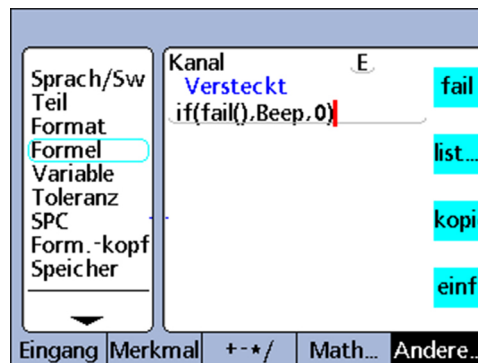 Sprach/Sw
Teil
Format
Formel
Variable
Toleranz
SPC
Form.-kopf
Speicher
Kanal E
Versteckt
if(fail(),Beep,0)
fail
list...
kopi
einf
Eingang Merkmal +-*/ Math... Andere...